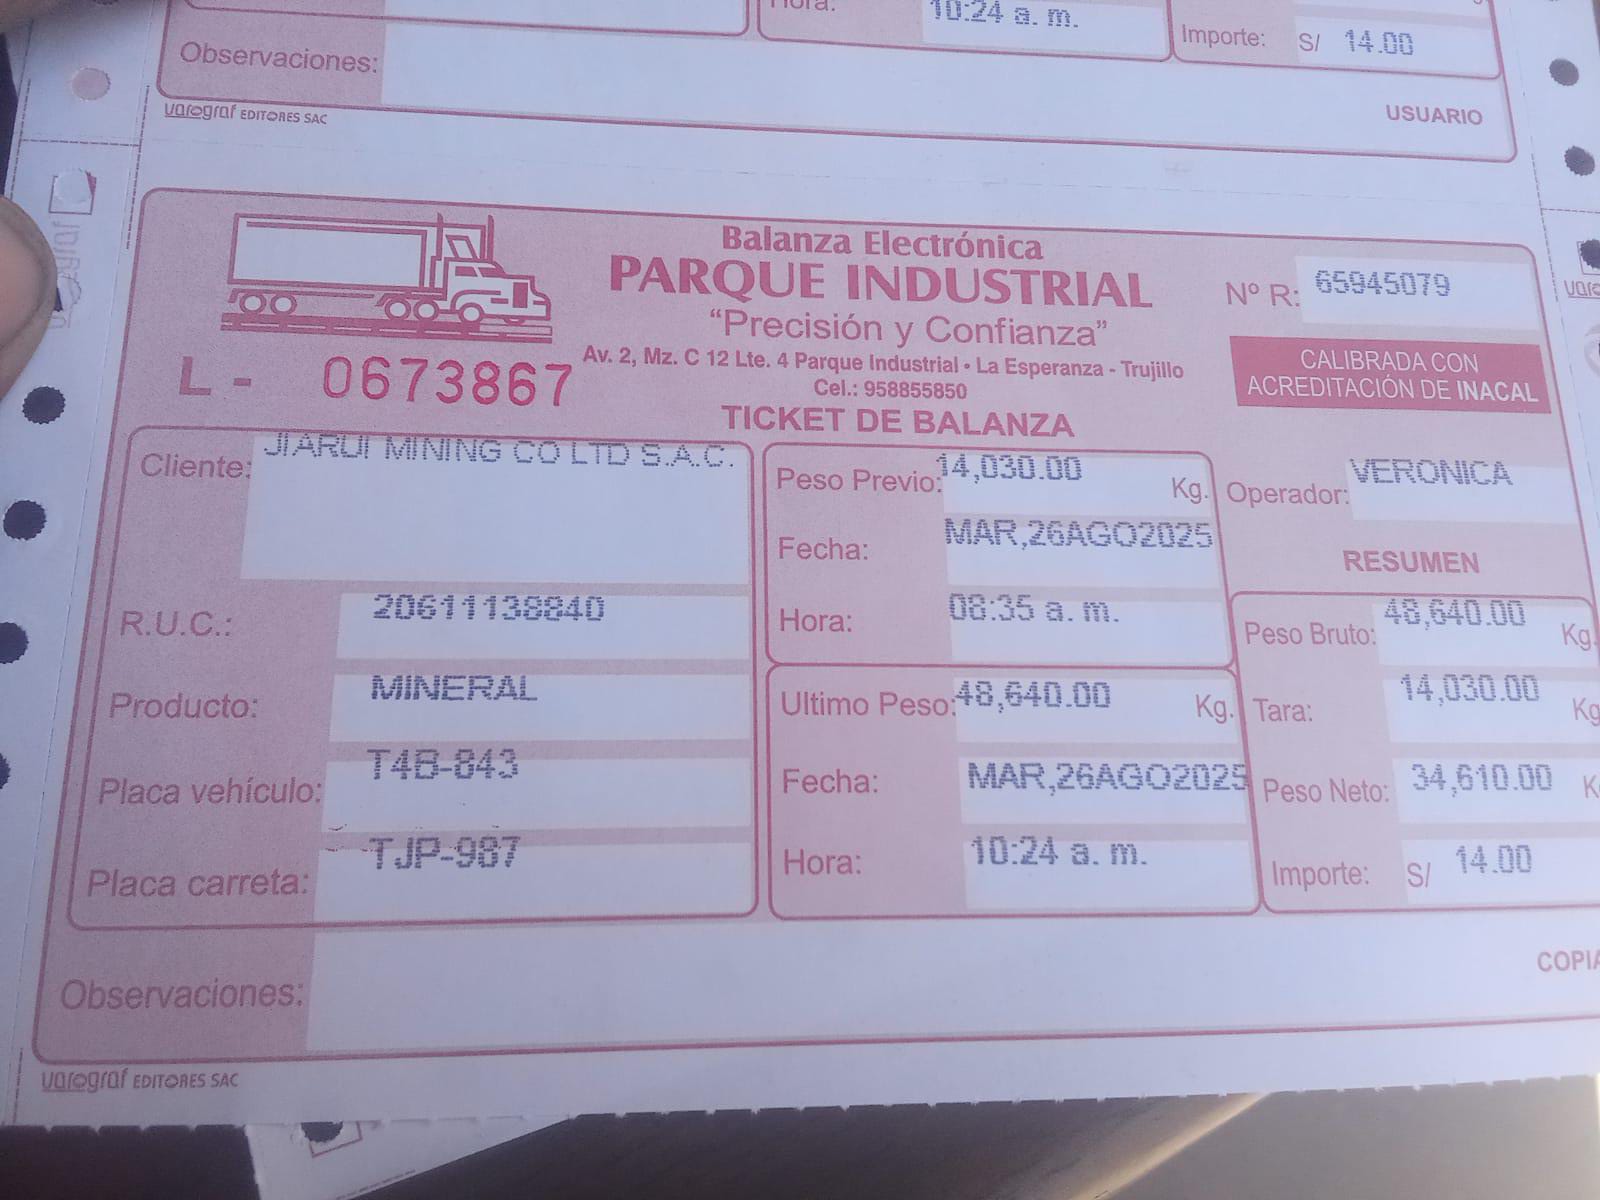 Hora: 10:24 a. m.
Importe: S/ 14.00
Observaciones:
varograf EDITORES SAC
USUARIO
Balanza Electrónica
PARQUE INDUSTRIAL
“Precisión y Confianza”
Av. 2, Mz. C 12 Lte. 4 Parque Industrial • La Esperanza - Trujillo
Cel.: 958855850
Nº R: 65945079
CALIBRADA CON
ACREDITACIÓN DE INACAL
L - 0673867
TICKET DE BALANZA
Cliente: JIARUI MINING CO LTD S.A.C.
R.U.C.: 20611138840
Producto: MINERAL
Placa vehículo: T4B-843
Placa carreta: TJP-987
Peso Previo: 14,030.00 Kg.
Fecha: MAR,26AGO2025
Hora: 08:35 a. m.
Ultimo Peso: 48,640.00 Kg.
Fecha: MAR,26AGO2025
Hora: 10:24 a. m.
Operador: VERONICA
RESUMEN
Peso Bruto: 48,640.00 Kg.
Tara: 14,030.00 Kg
Peso Neto: 34,610.00 K
Importe: S/ 14.00
COPIA
Observaciones:
varograf EDITORES SAC